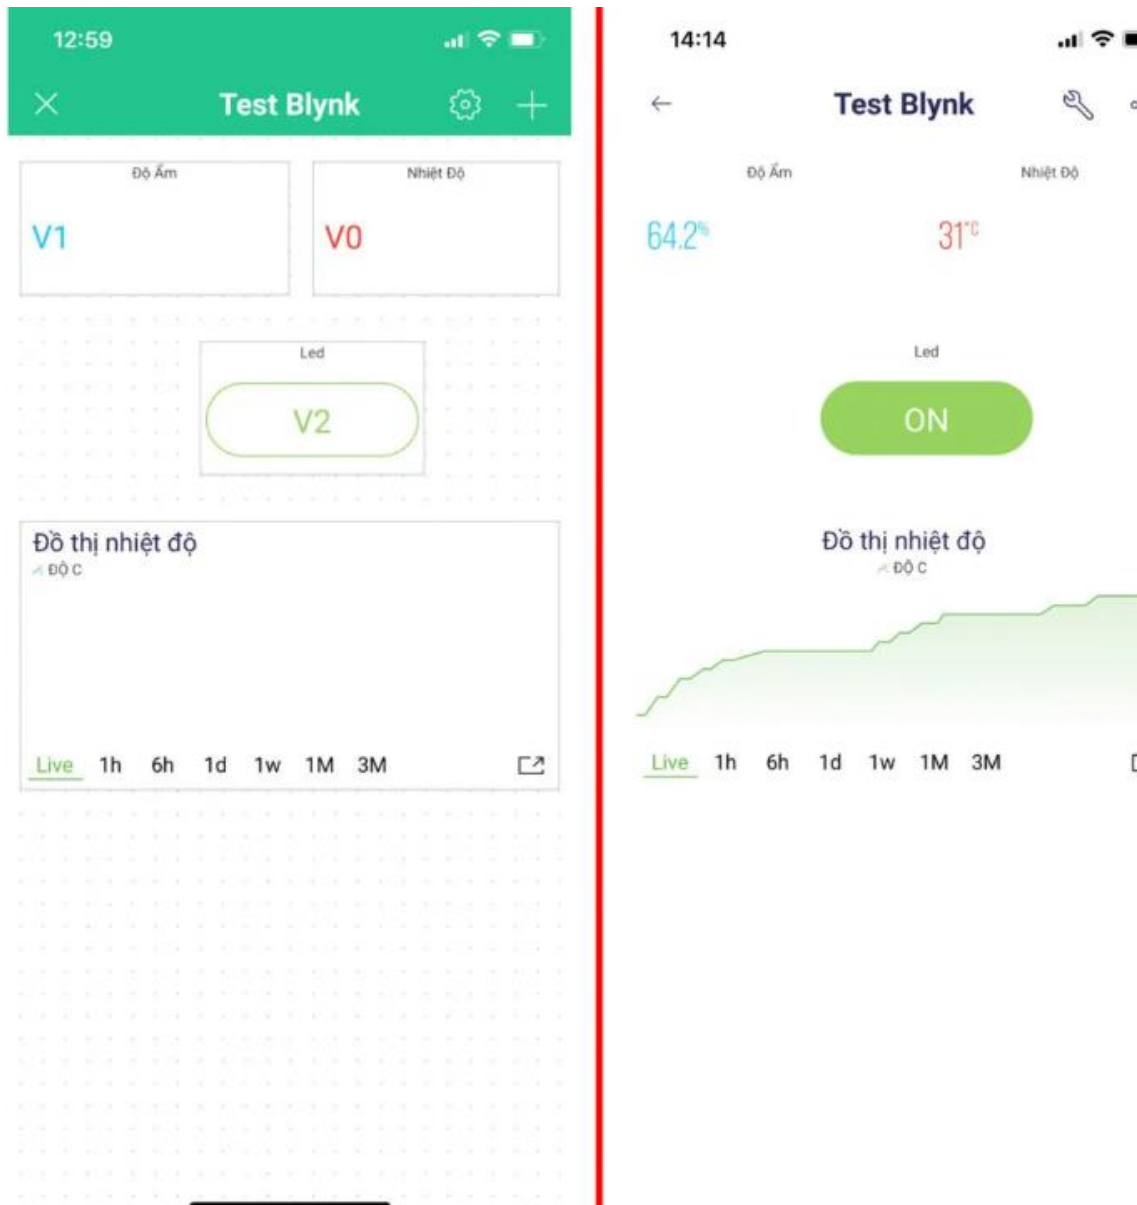 12:59
Test Blynk
Độ Ẩm
Nhiệt Độ
V1
V0
Led
V2
Đồ thị nhiệt độ
ĐỘ C
Live 1h 6h 1d 1w 1M 3M
14:14
Test Blynk
Độ Ẩm
Nhiệt Độ
64.2%
31°C
Led
ON
Đồ thị nhiệt độ
ĐỘ C
Live 1h 6h 1d 1w 1M 3M